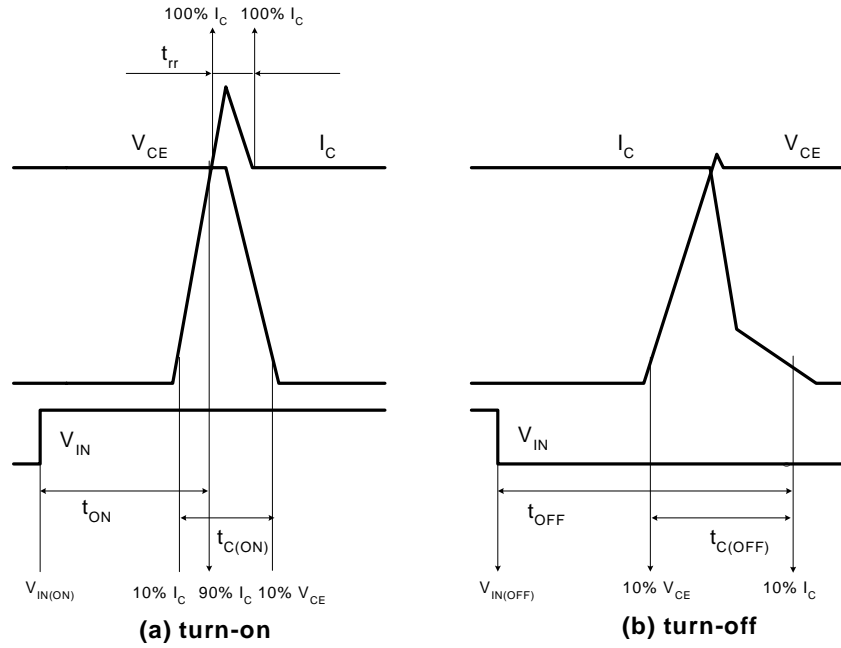 100% I_C 100% I_C
t_rr
V_CE I_C
V_IN
t_ON
t_C(ON)
V_IN(ON) 10% I_C 90% I_C 10% V_CE
(a) turn-on
I_C V_CE
V_IN
t_OFF
t_C(OFF)
V_IN(OFF) 10% V_CE 10% I_C
(b) turn-off